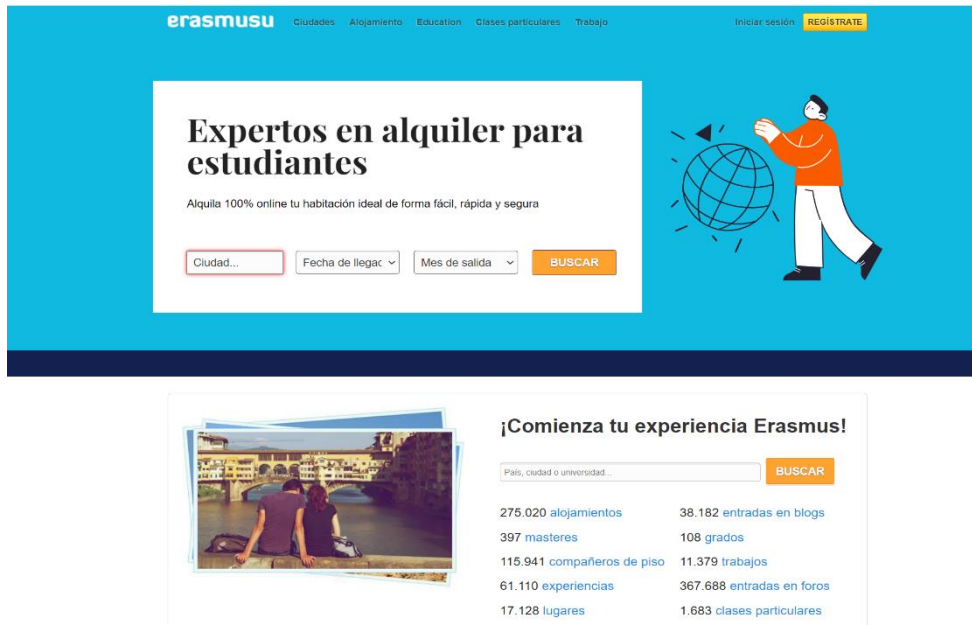 erasmusu Ciudades Alojamiento Education Clases particulares Trabajo Iniciar sesión REGÍSTRATE
Expertos en alquiler para
estudiantes
Alquila 100% online tu habitación ideal de forma fácil, rápida y segura
Ciudad... Fecha de llegac Mes de salida BUSCAR
¡Comienza tu experiencia Erasmus!
País, ciudad o universidad... BUSCAR
275.020 alojamientos 38.182 entradas en blogs
397 masteres 108 grados
115.941 compañeros de piso 11.379 trabajos
61.110 experiencias 367.688 entradas en foros
17.128 lugares 1.683 clases particulares